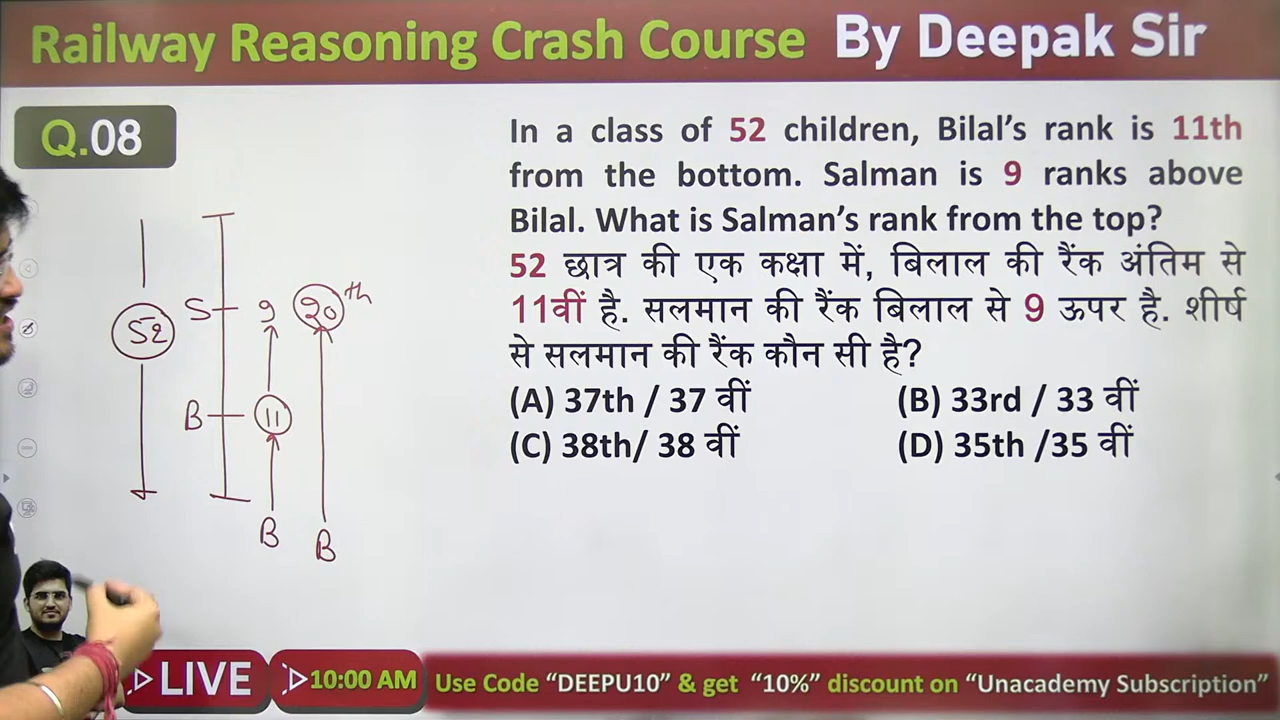 Railway Reasoning Crash Course By Deepak Sir
Q.08
In a class of 52 children, Bilal's rank is 11th
from the bottom. Salman is 9 ranks above
Bilal. What is Salman's rank from the top?
52 छात्र की एक कक्षा में, बिलाल की रैंक अंतिम से
11वीं है. सलमान की रैंक बिलाल से 9 ऊपर है. शीर्ष
से सलमान की रैंक कौन सी है?
(A) 37th / 37 वीं (B) 33rd / 33 वीं
(C) 38th/ 38 वीं (D) 35th /35 वीं
52
S 9 20th
B 11
B B
LIVE
10:00 AM
Use Code “DEEPU10” & get “10%” discount on “Unacademy Subscription”